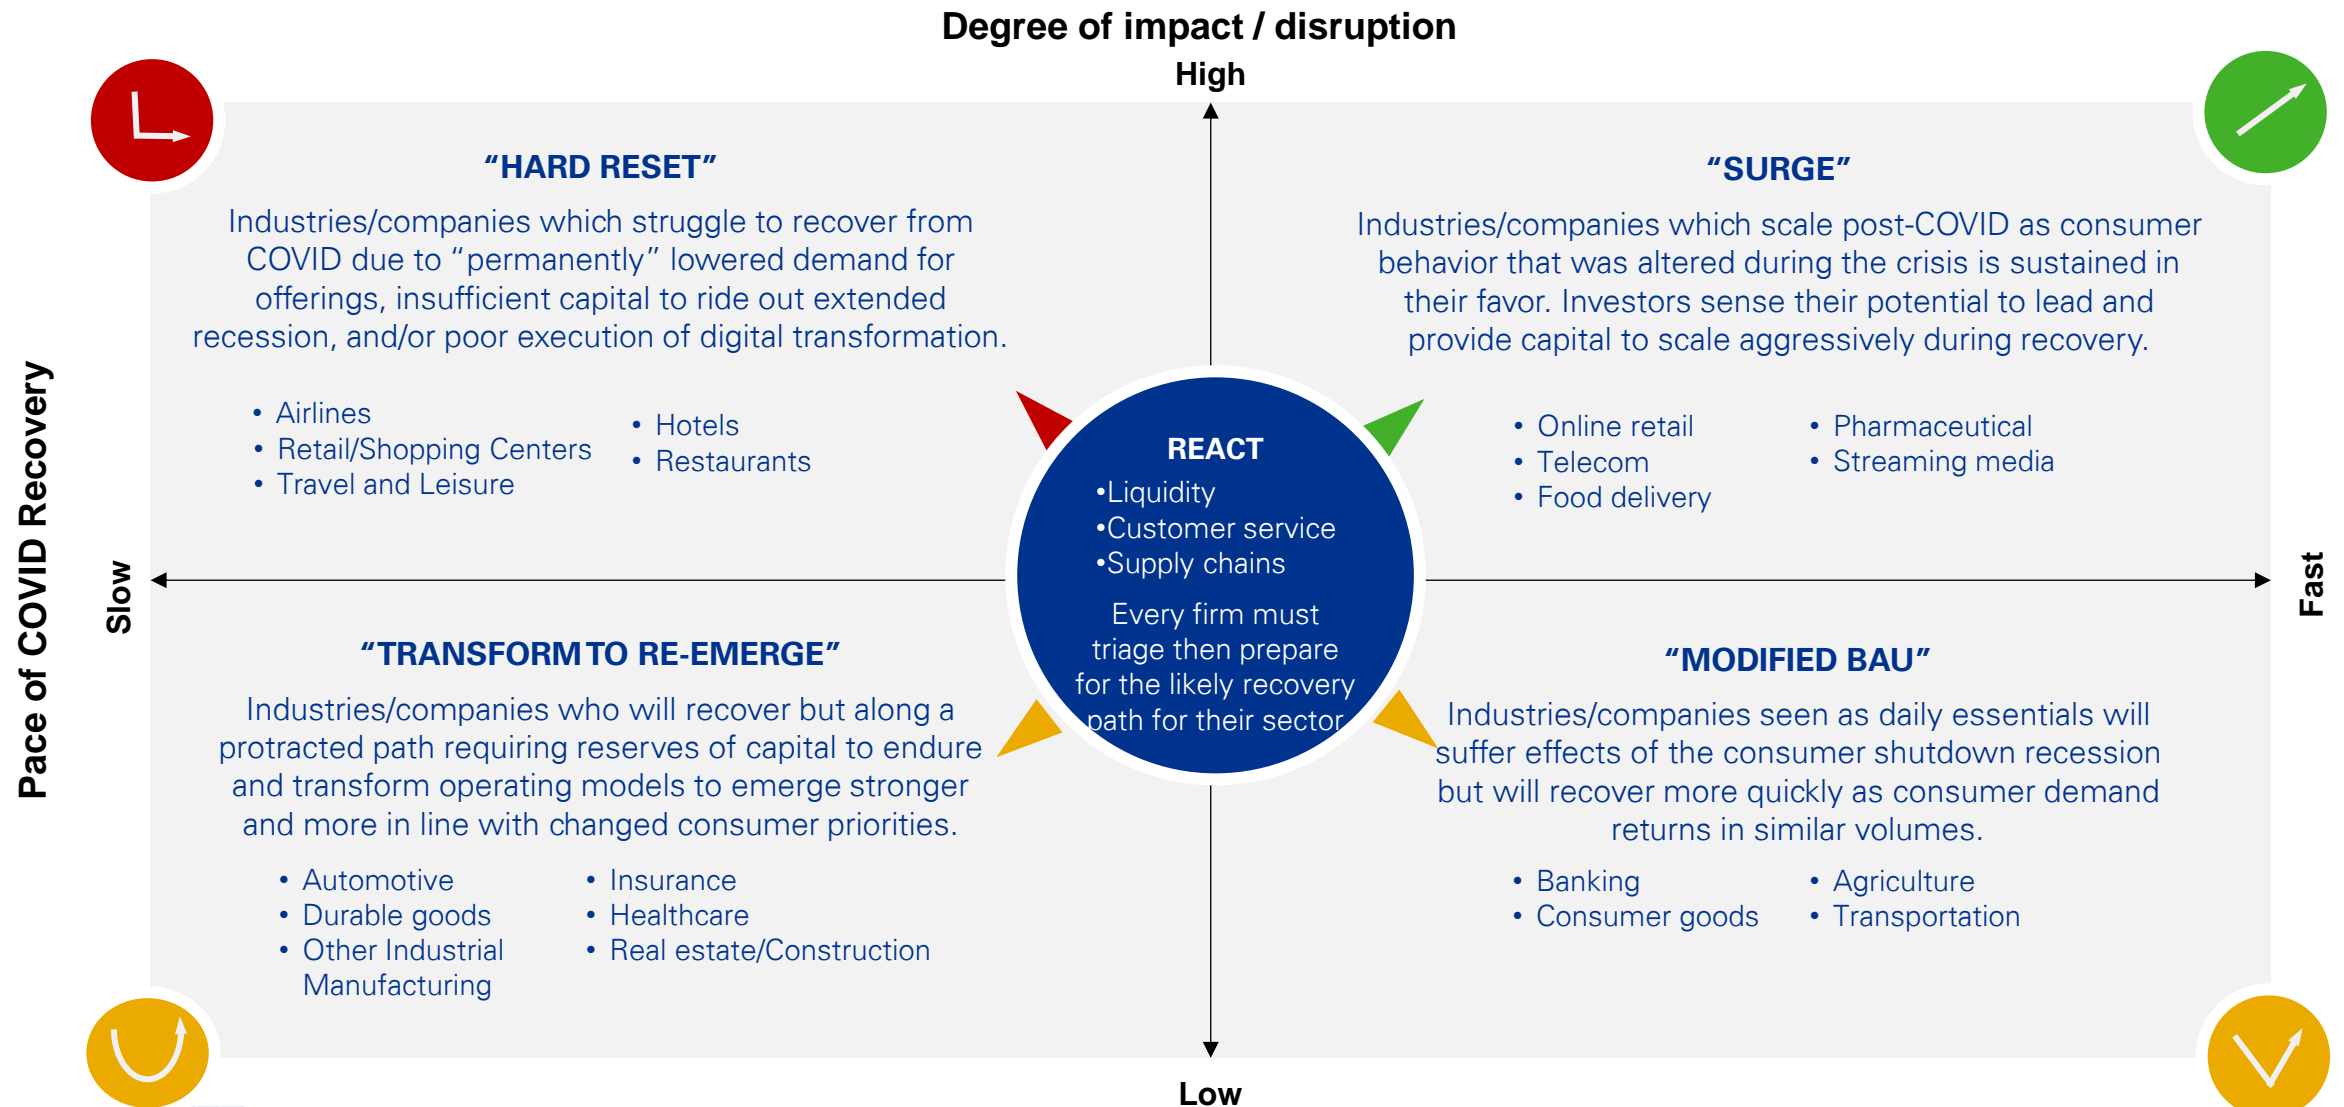 Degree of impact / disruption
High
“HARD RESET”
Industries/companies which struggle to recover from
COVID due to “permanently” lowered demand for
offerings, insufficient capital to ride out extended
recession, and/or poor execution of digital transformation.
• Airlines
• Retail/Shopping Centers
• Travel and Leisure
• Hotels
• Restaurants
“SURGE”
Industries/companies which scale post-COVID as consumer
behavior that was altered during the crisis is sustained in
their favor. Investors sense their potential to lead and
provide capital to scale aggressively during recovery.
• Online retail
• Telecom
• Food delivery
• Pharmaceutical
• Streaming media
Pace of COVID Recovery
Slow
REACT
•Liquidity
•Customer service
•Supply chains
Every firm must
triage then prepare
for the likely recovery
path for their sector
Fast
“TRANSFORM TO RE-EMERGE”
Industries/companies who will recover but along a
protracted path requiring reserves of capital to endure
and transform operating models to emerge stronger
and more in line with changed consumer priorities.
• Automotive
• Durable goods
• Other Industrial
Manufacturing
• Insurance
• Healthcare
• Real estate/Construction
“MODIFIED BAU”
Industries/companies seen as daily essentials will
suffer effects of the consumer shutdown recession
but will recover more quickly as consumer demand
returns in similar volumes.
• Banking
• Consumer goods
• Agriculture
• Transportation
Low